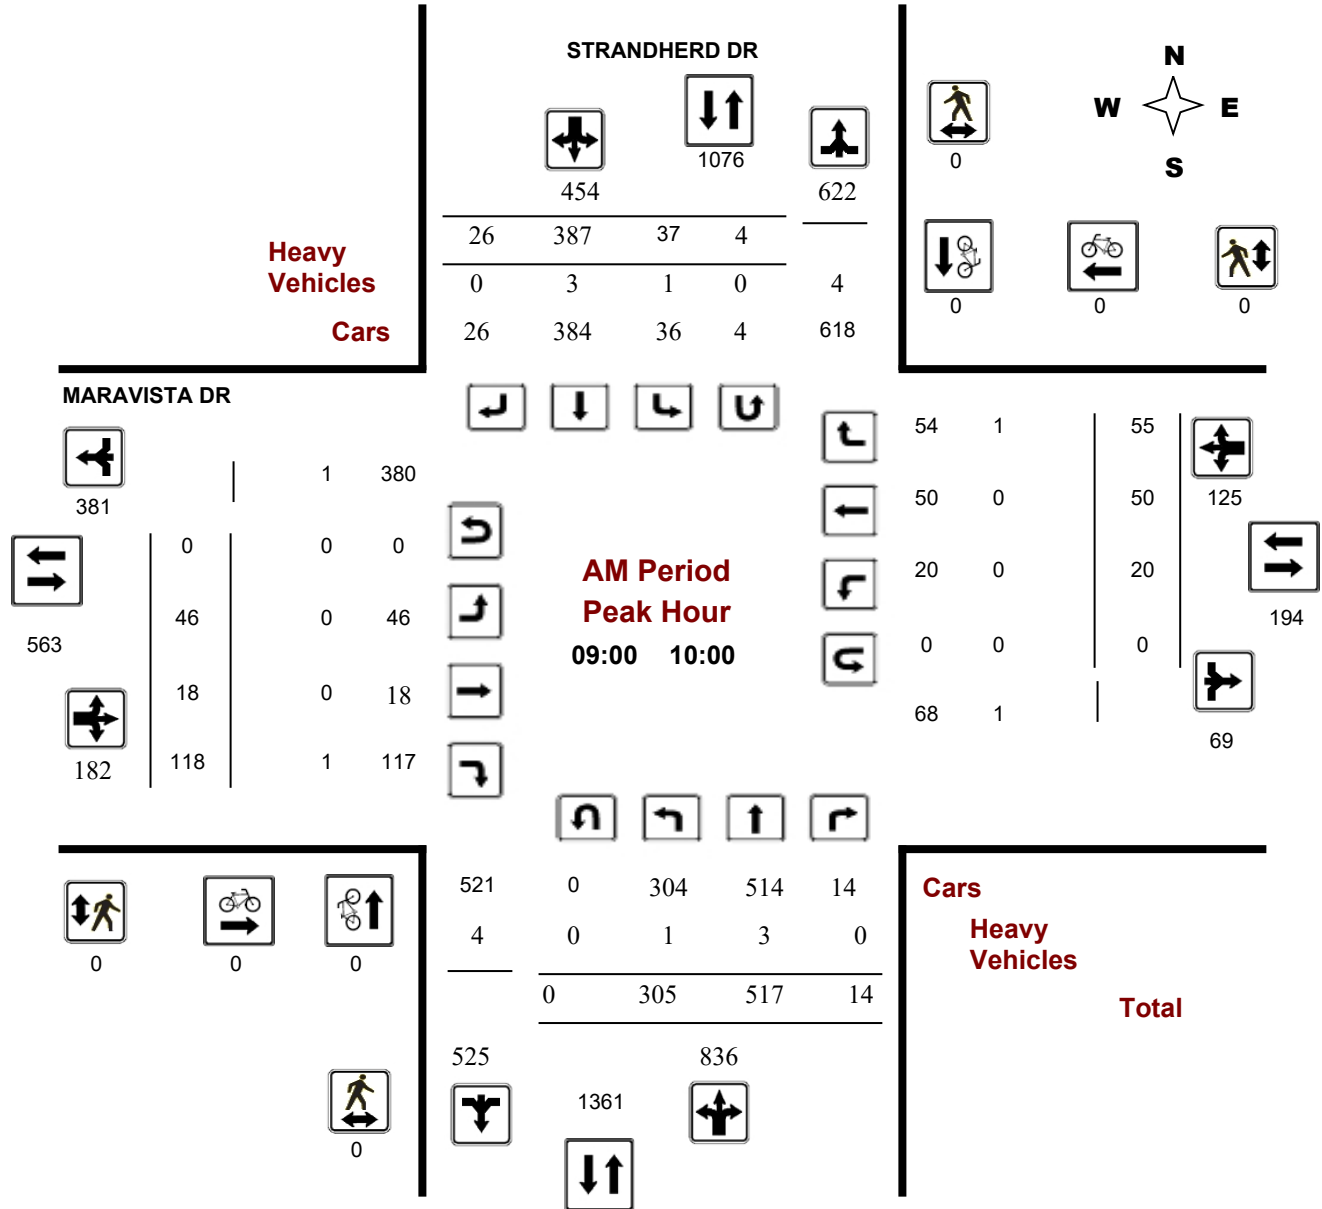 STRANDHERD DR
N
W E
S
1076
0
454 622
26 387 37 4
Heavy
Vehicles
0 3 1 0 4
0 0 0
Cars
26 384 36 4 618
MARAVISTA DR
54 1 55
1 380
381
50 0 50 125
0 0 0
AM Period
20 0 20
46 0 46
Peak Hour
194
563
09:00 10:00
0 0 0
18 0 18
68 1
69
182 118 1 117
521 0 304 514 14
Cars
4 0 1 3 0
Heavy
Vehicles
0 0 0
0 305 517 14
Total
525 836
1361
0